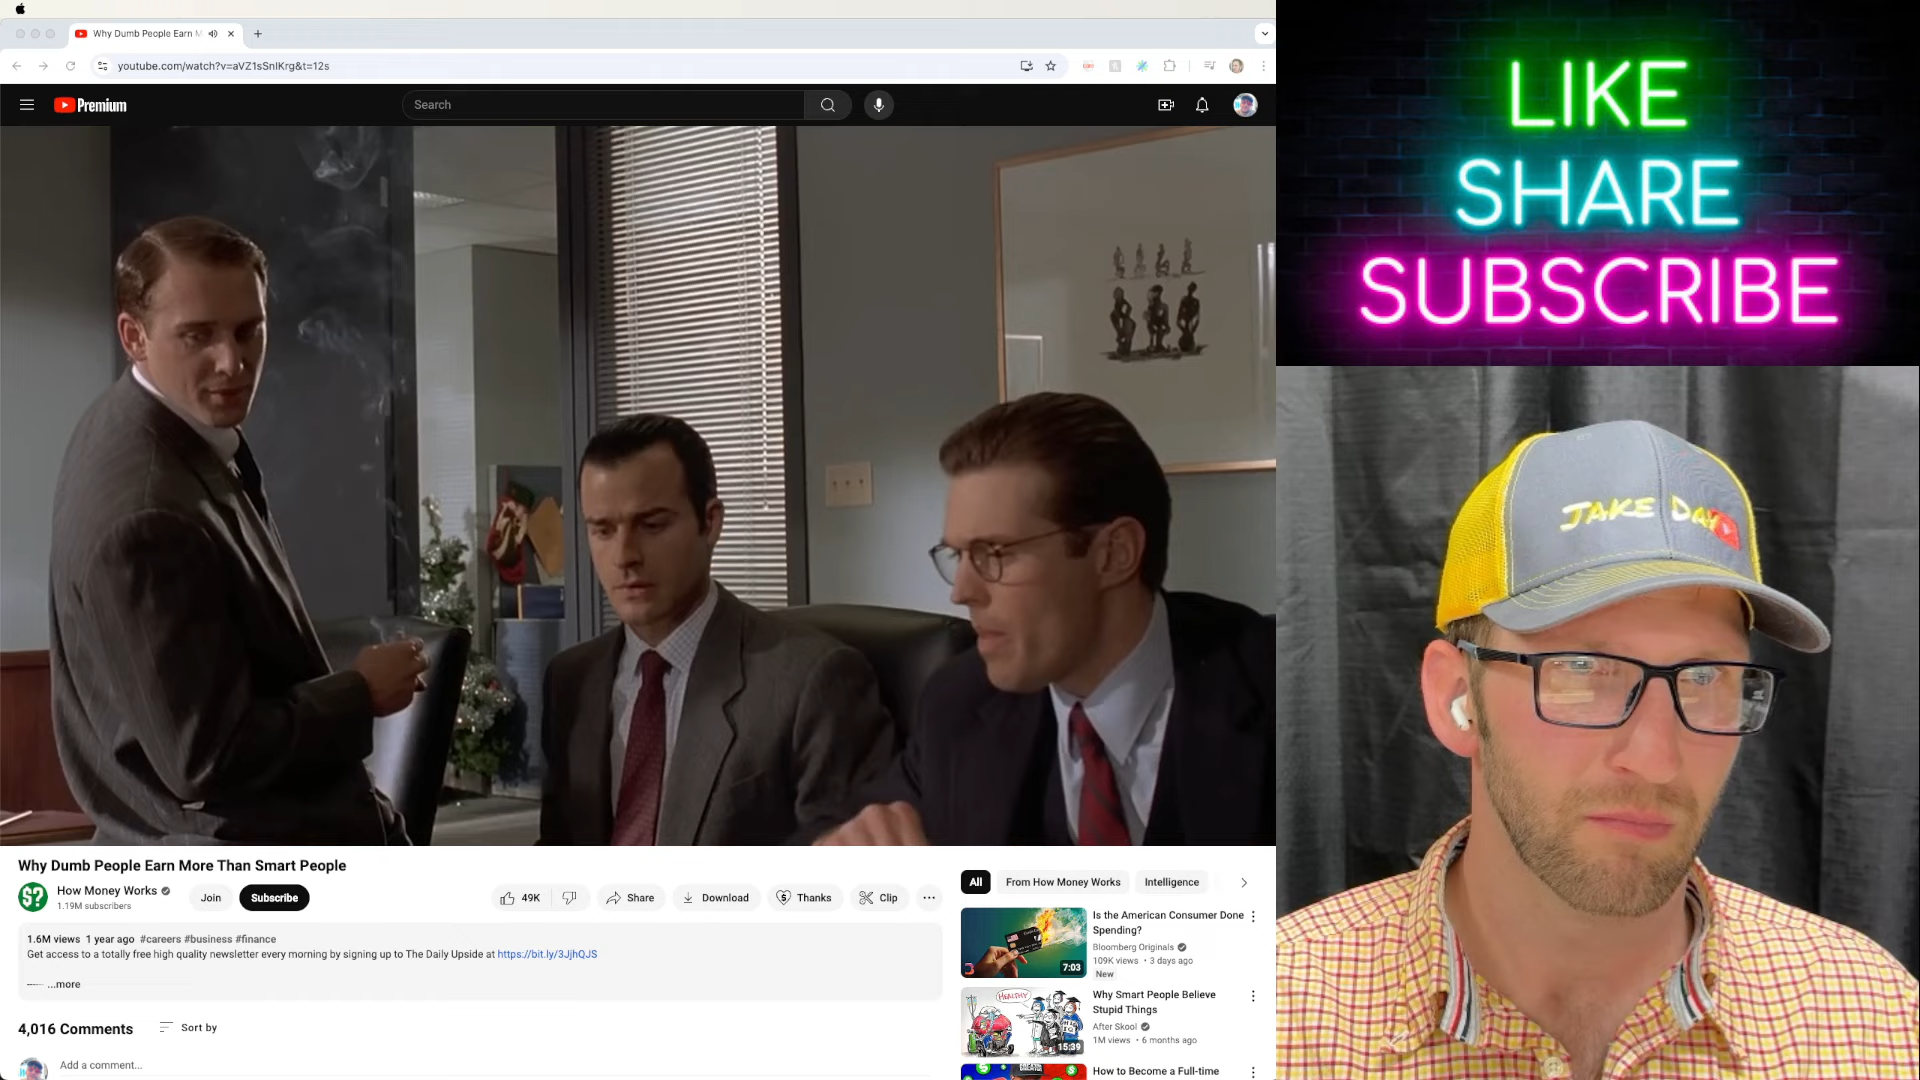 Why Dumb People Earn M
youtube.com/watch?v=aVZ1sSnlKrg&t=12s
Premium
Search
LIKE
SHARE
SUBSCRIBE
JAKE DAY
Why Dumb People Earn More Than Smart People
How Money Works
1.19M subscribers
Join
Subscribe
49K
Share
Download
Thanks
Clip
1.6M views 1 year ago #careers #business #finance
Get access to a totally free high quality newsletter every morning by signing up to The Daily Upside at https://bit.ly/3JjhQJS
---- ...more
4,016 Comments
Sort by
Add a comment...
All
From How Money Works
Intelligence
Is the American Consumer Done
Spending?
Bloomberg Originals
109K views • 3 days ago
New
7:03
Why Smart People Believe
Stupid Things
After Skool
1M views • 6 months ago
HEALTHY
15:39
How to Become a Full-time